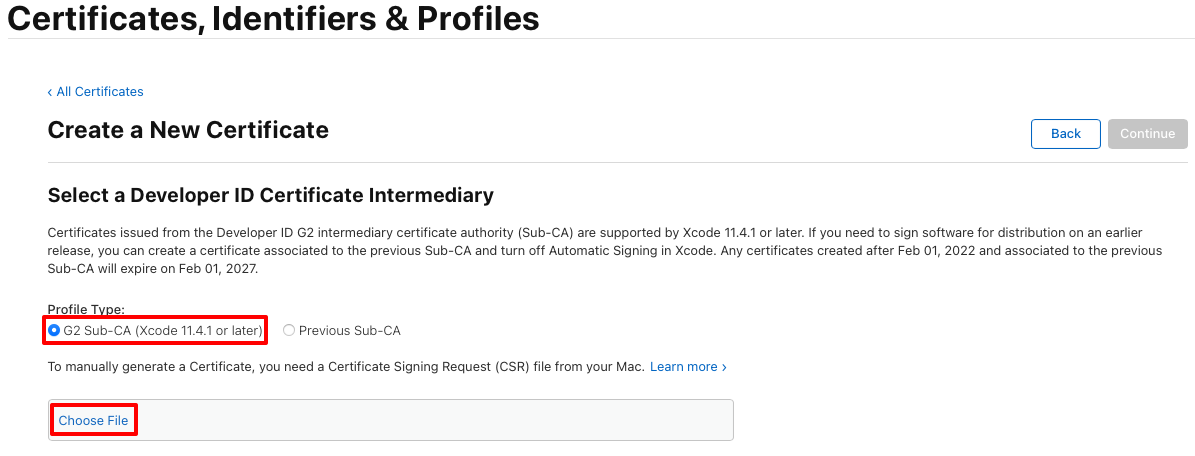 Certificates, Identifiers & Profiles
‹ All Certificates
Create a New Certificate
Back
Continue
Select a Developer ID Certificate Intermediary
Certificates issued from the Developer ID G2 intermediary certificate authority (Sub-CA) are supported by Xcode 11.4.1 or later. If you need to sign software for distribution on an earlier
release, you can create a certificate associated to the previous Sub-CA and turn off Automatic Signing in Xcode. Any certificates created after Feb 01, 2022 and associated to the previous
Sub-CA will expire on Feb 01, 2027.
Profile Type:
G2 Sub-CA (Xcode 11.4.1 or later) Previous Sub-CA
To manually generate a Certificate, you need a Certificate Signing Request (CSR) file from your Mac. Learn more ›
Choose File